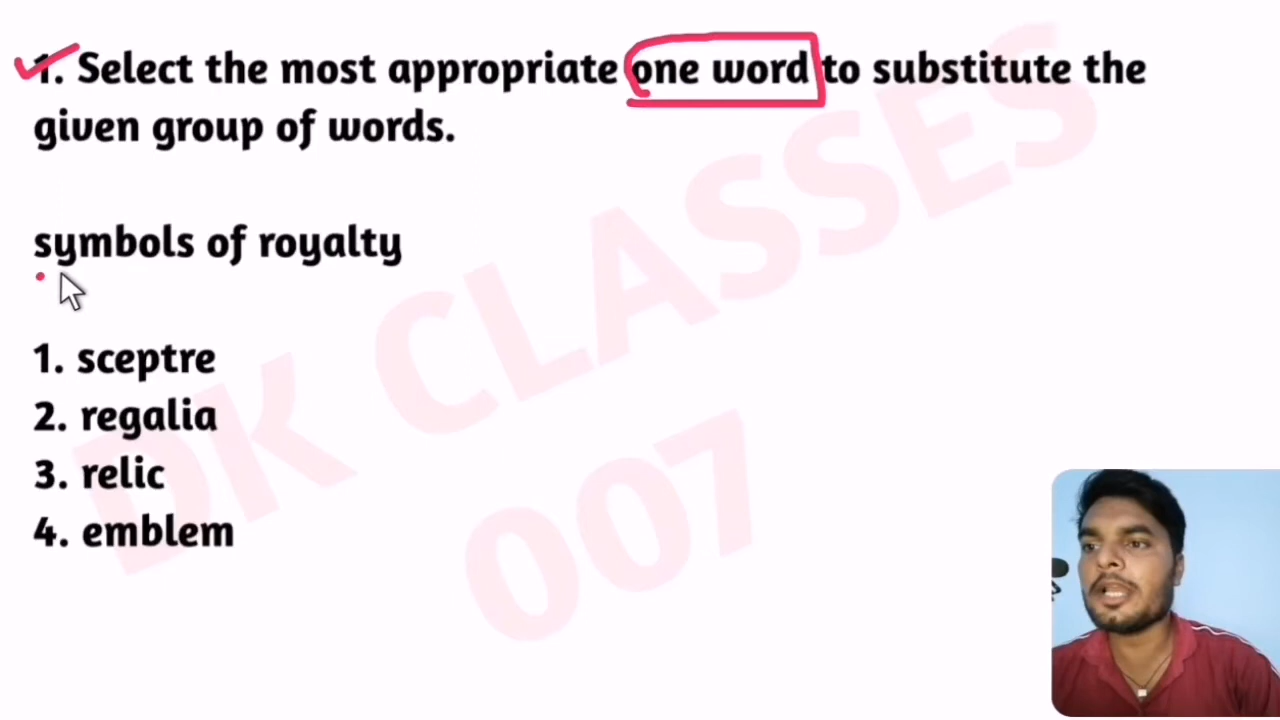 1. Select the most appropriate one word to substitute the
given group of words.
symbols of royalty
1. sceptre
2. regalia
3. relic
4. emblem
DK CLASSES
007